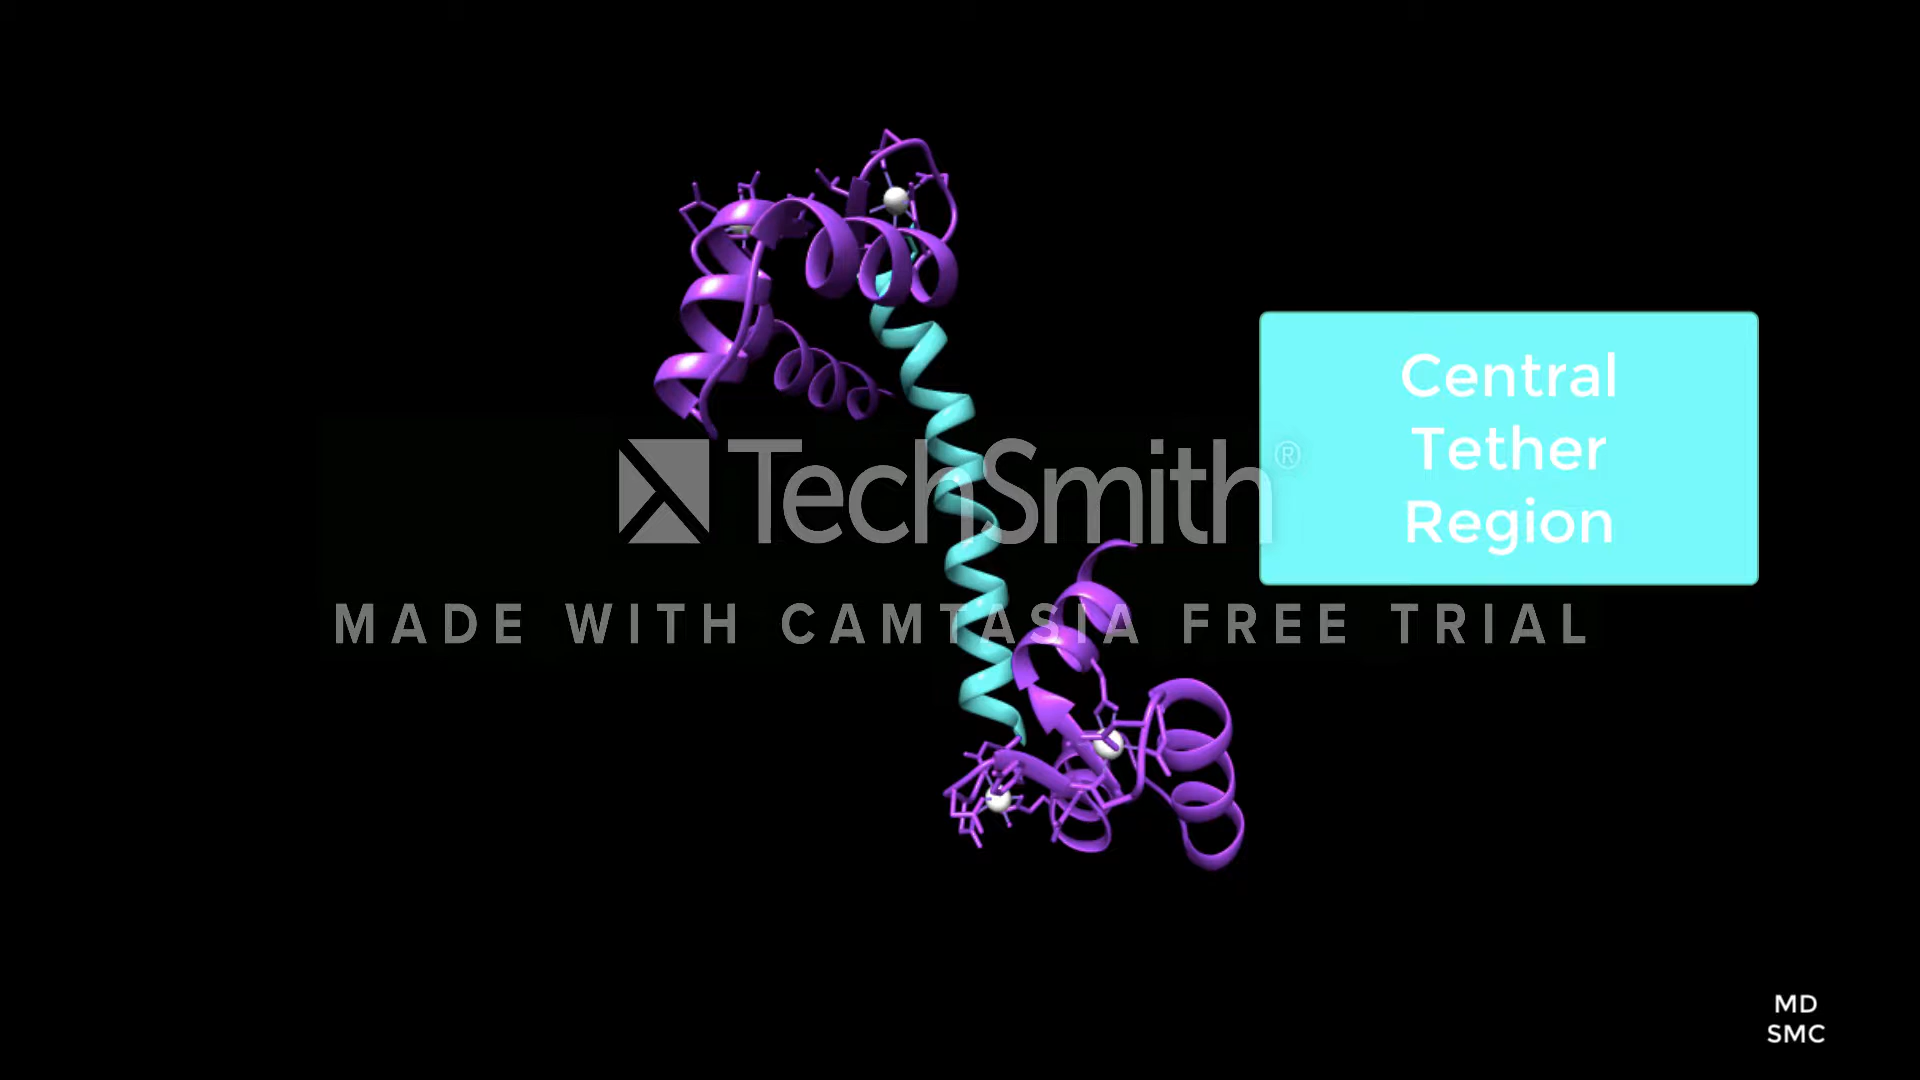 TechSmith®
Central
Tether
Region
MADE WITH CAMTASIA FREE TRIAL
MD
SMC